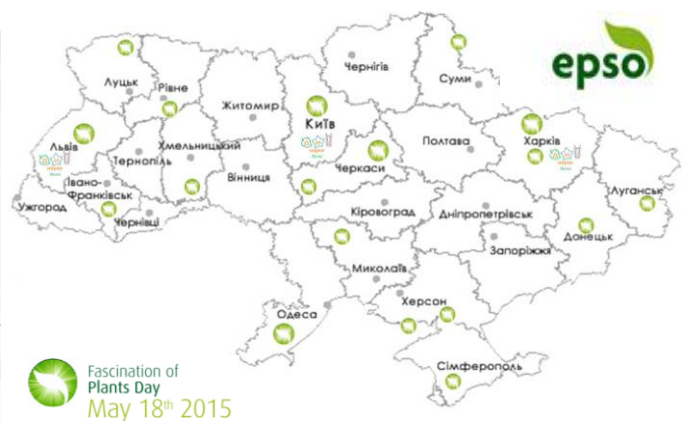 epso
Чернігів
Суми
Луцьк
Рівне
Житомир
Київ
Львів
Хмельницький
Тернопіль
Вінниця
Черкаси
Полтава
Харків
Івано-
Франківськ
Ужгород
Чернівці
Кіровоград
Дніпропетрівськ
Луганськ
Донецьк
Запоріжжя
Миколаїв
Одеса
Херсон
Сімферополь
Fascination of
Plants Day
May 18th 2015